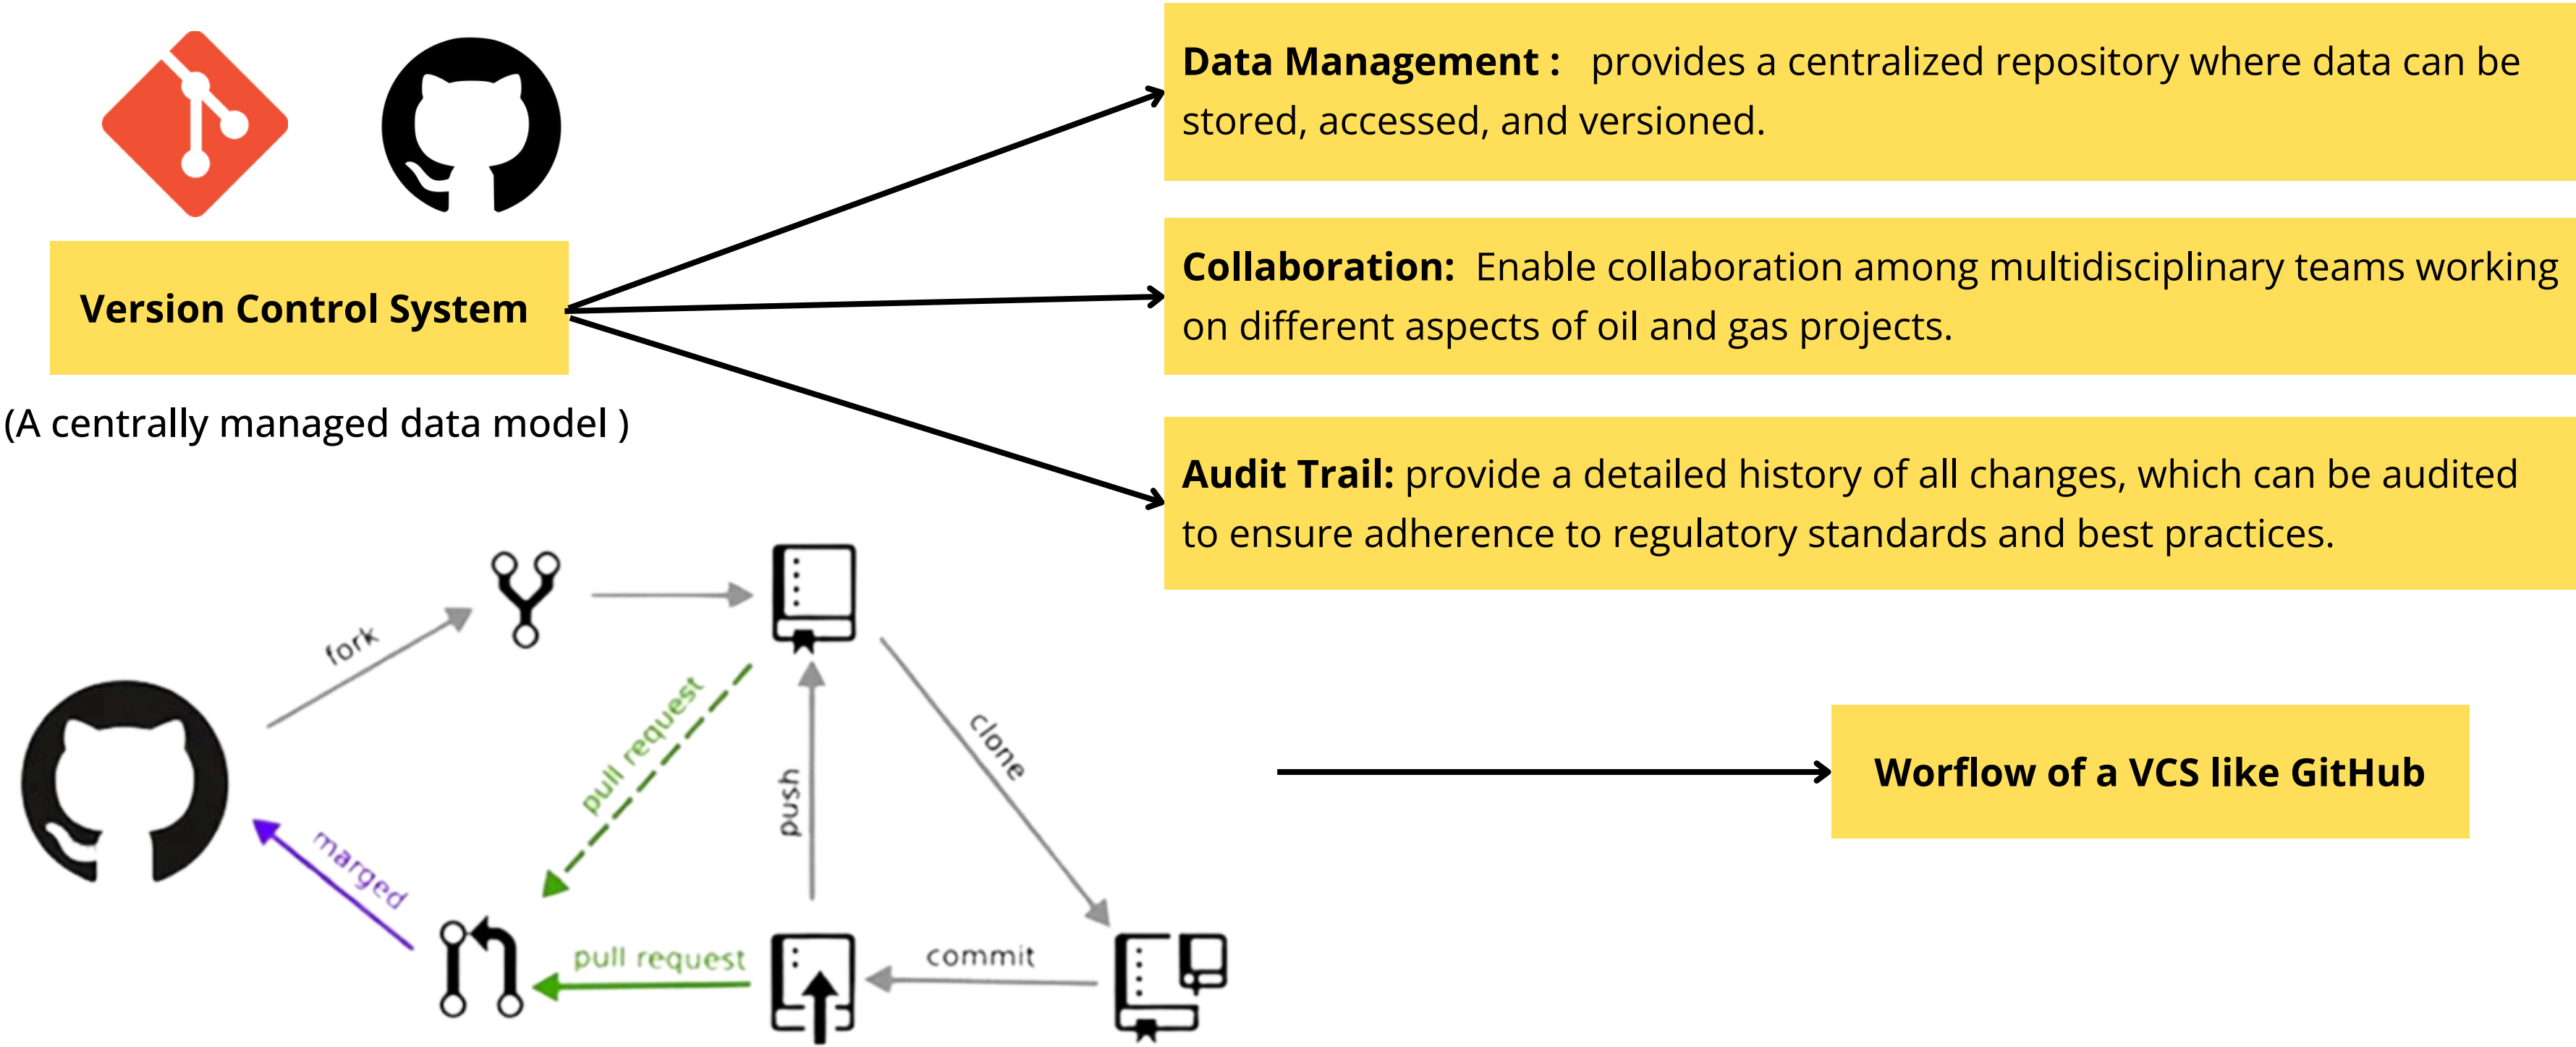 Data Management : provides a centralized repository where data can be
stored, accessed, and versioned.
Version Control System
(A centrally managed data model )
Collaboration: Enable collaboration among multidisciplinary teams working
on different aspects of oil and gas projects.
Audit Trail: provide a detailed history of all changes, which can be audited
to ensure adherence to regulatory standards and best practices.
fork
pull request
push
clone
marged
pull request
commit
Worflow of a VCS like GitHub